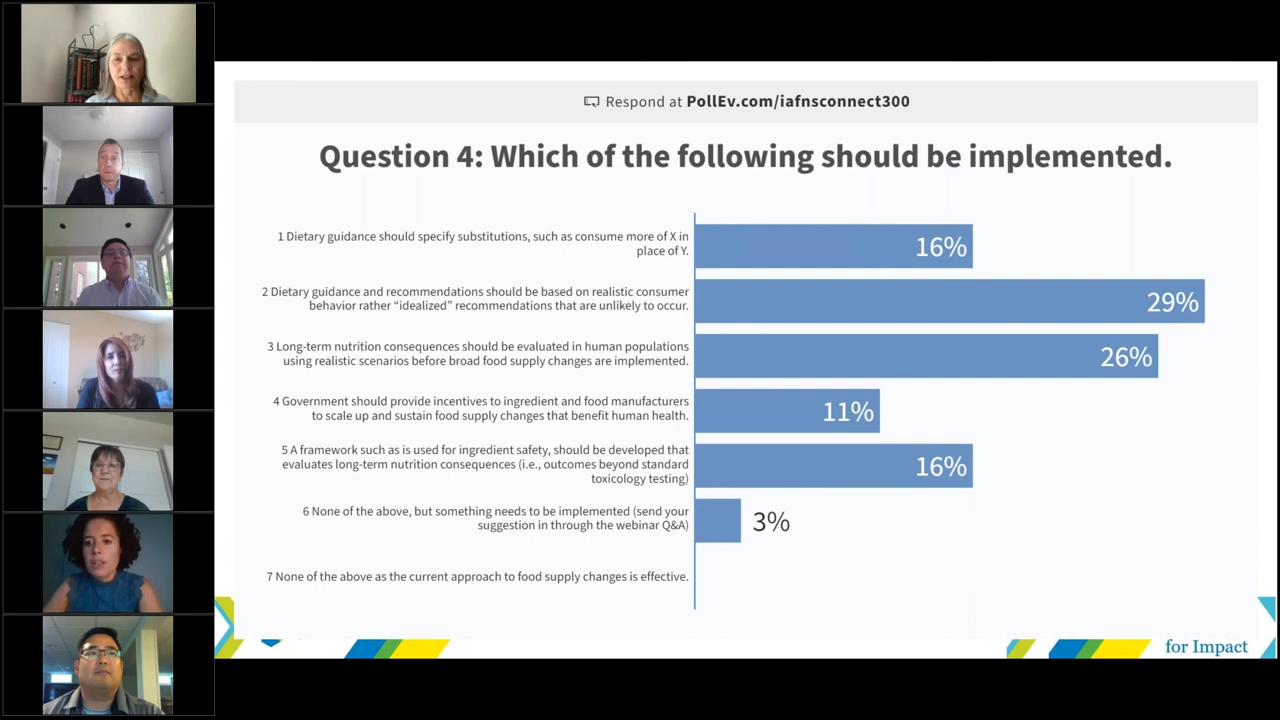 Respond at PollEv.com/iafnsconnect300
Question 4: Which of the following should be implemented.
1 Dietary guidance should specify substitutions, such as consume more of X in
place of Y.
16%
2 Dietary guidance and recommendations should be based on realistic consumer
behavior rather “idealized” recommendations that are unlikely to occur.
29%
3 Long-term nutrition consequences should be evaluated in human populations
using realistic scenarios before broad food supply changes are implemented.
26%
4 Government should provide incentives to ingredient and food manufacturers
to scale up and sustain food supply changes that benefit human health.
11%
5 A framework such as is used for ingredient safety, should be developed that
evaluates long-term nutrition consequences (i.e., outcomes beyond standard
toxicology testing)
16%
6 None of the above, but something needs to be implemented (send your
suggestion in through the webinar Q&A)
3%
7 None of the above as the current approach to food supply changes is effective.
for Impact